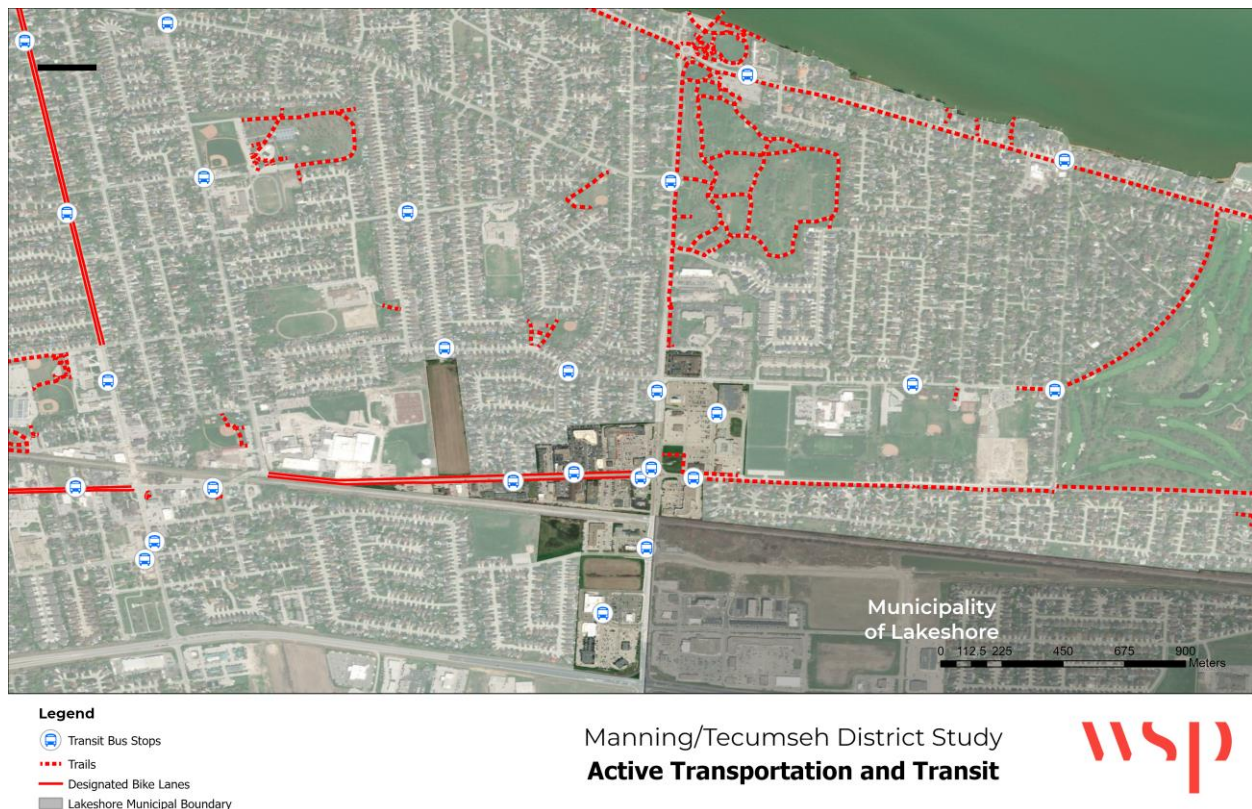 Municipality
of Lakeshore
0 112.5 225 450 675 900
Meters
Legend
Transit Bus Stops
Trails
Designated Bike Lanes
Lakeshore Municipal Boundary
Manning/Tecumseh District Study
Active Transportation and Transit
wsp